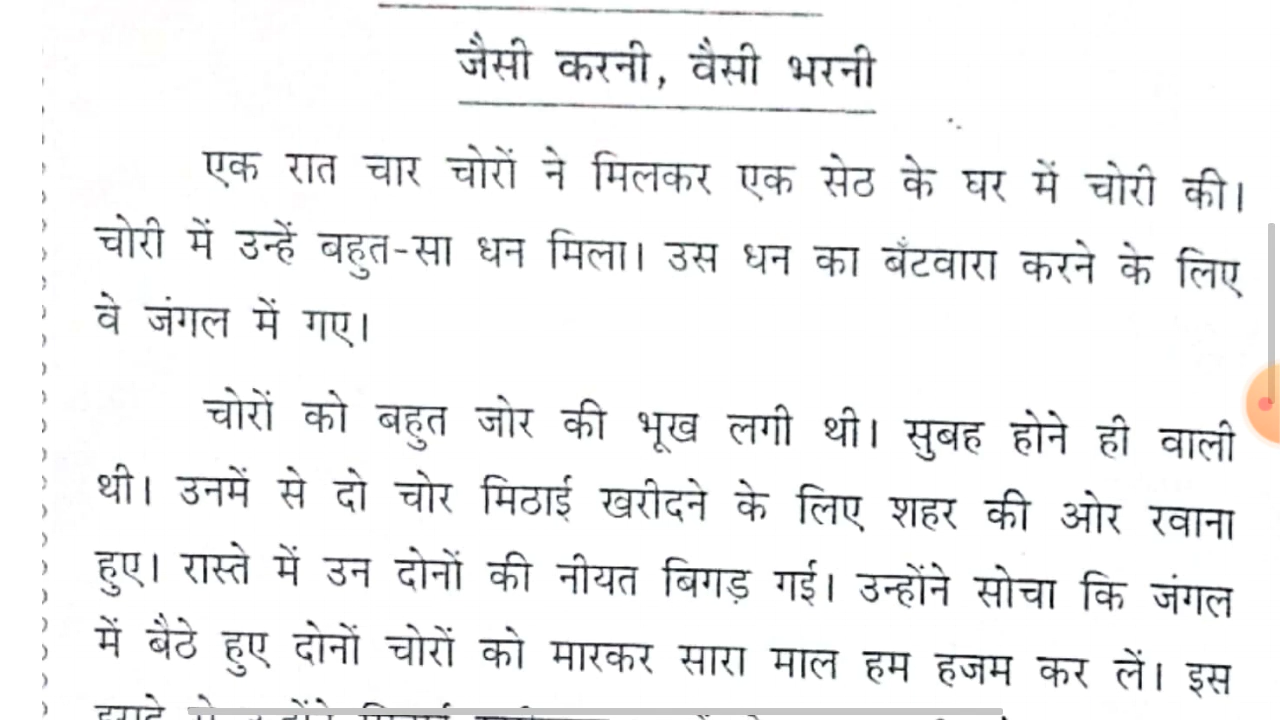 जैसी करनी, वैसी भरनी
एक रात चार चोरों ने मिलकर एक सेठ के घर में चोरी की।
चोरी में उन्हें बहुत-सा धन मिला। उस धन का बँटवारा करने के लिए
वे जंगल में गए।
चोरों को बहुत जोर की भूख लगी थी। सुबह होने ही वाली
थी। उनमें से दो चोर मिठाई खरीदने के लिए शहर की ओर रवाना
हुए। रास्ते में उन दोनों की नीयत बिगड़ गई। उन्होंने सोचा कि जंगल
में बैठे हुए दोनों चोरों को मारकर सारा माल हम हजम कर लें। इस